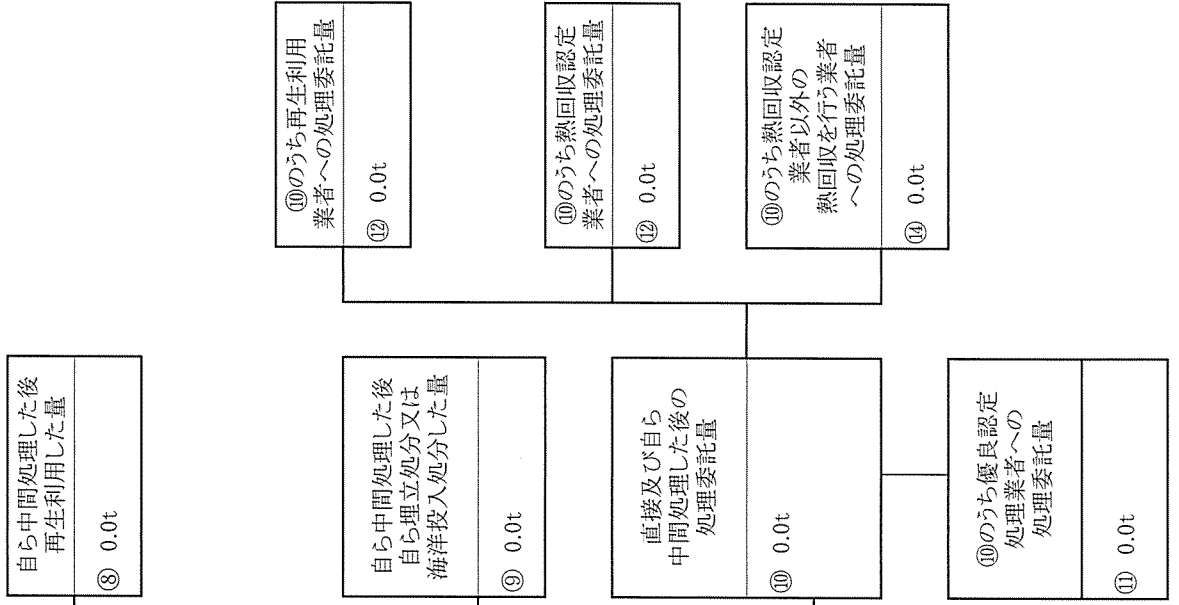 自ら中間処理した後
再生利用した量
⑧ 0.0t
自ら中間処理した後
自ら埋立処分又は
海洋投入処分した量
⑨ 0.0t
直接及び自ら
中間処理した後の
処理委託量
⑩ 0.0t
⑩のうち優良認定
処理業者への
処理委託量
⑪ 0.0t
⑩のうち再生利用
業者への処理委託量
⑫ 0.0t
⑩のうち熱回収認定
業者への処理委託量
⑫ 0.0t
⑩のうち熱回収認定
業者以外の
熱回収を行う業者
への処理委託量
⑭ 0.0t